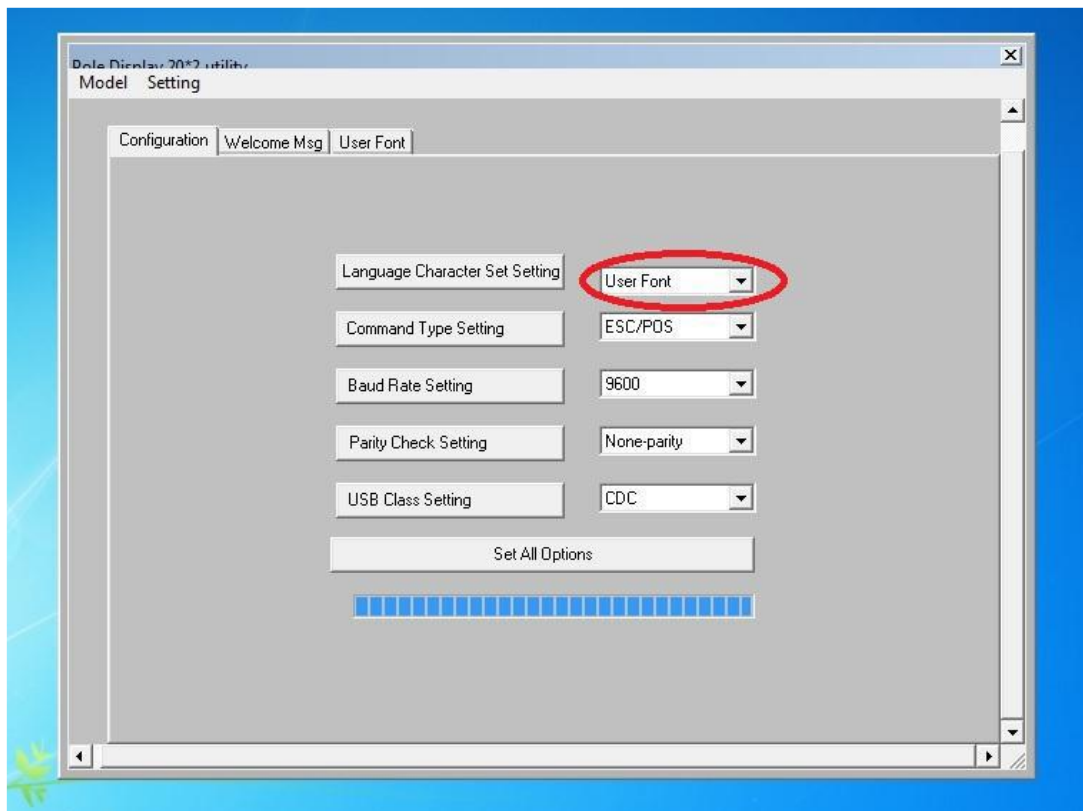 Pole Display 20*2 utility
Model Setting
Configuration Welcome Msg User Font
Language Character Set Setting User Font
Command Type Setting ESC/POS
Baud Rate Setting 9600
Parity Check Setting None-parity
USB Class Setting CDC
Set All Options